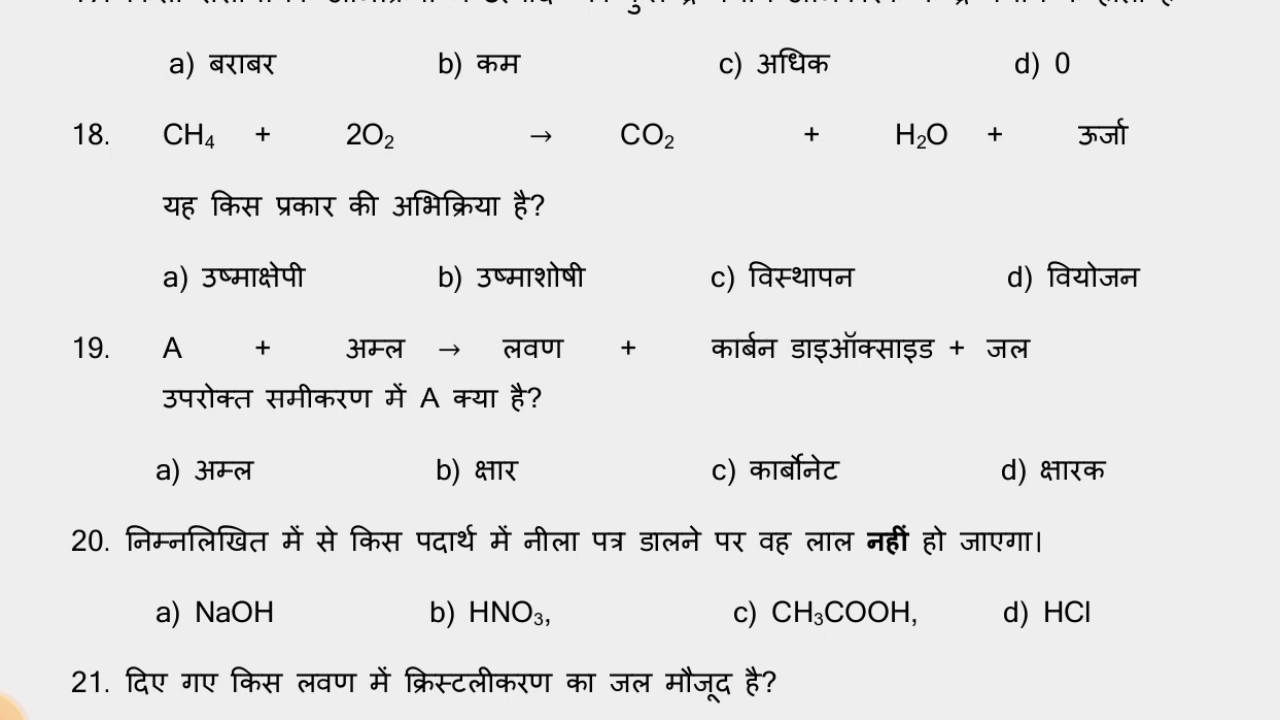 a) बराबर b) कम c) अधिक d) 0
18. CH₄ + 2O₂ → CO₂ + H₂O + ऊर्जा
यह किस प्रकार की अभिक्रिया है?
a) उष्माक्षेपी b) उष्माशोषी c) विस्थापन d) वियोजन
19. A + अम्ल → लवण + कार्बन डाइऑक्साइड + जल
उपरोक्त समीकरण में A क्या है?
a) अम्ल b) क्षार c) कार्बोनेट d) क्षारक
20. निम्नलिखित में से किस पदार्थ में नीला पत्र डालने पर वह लाल नहीं हो जाएगा।
a) NaOH b) HNO₃, c) CH₃COOH, d) HCl
21. दिए गए किस लवण में क्रिस्टलीकरण का जल मौजूद है?